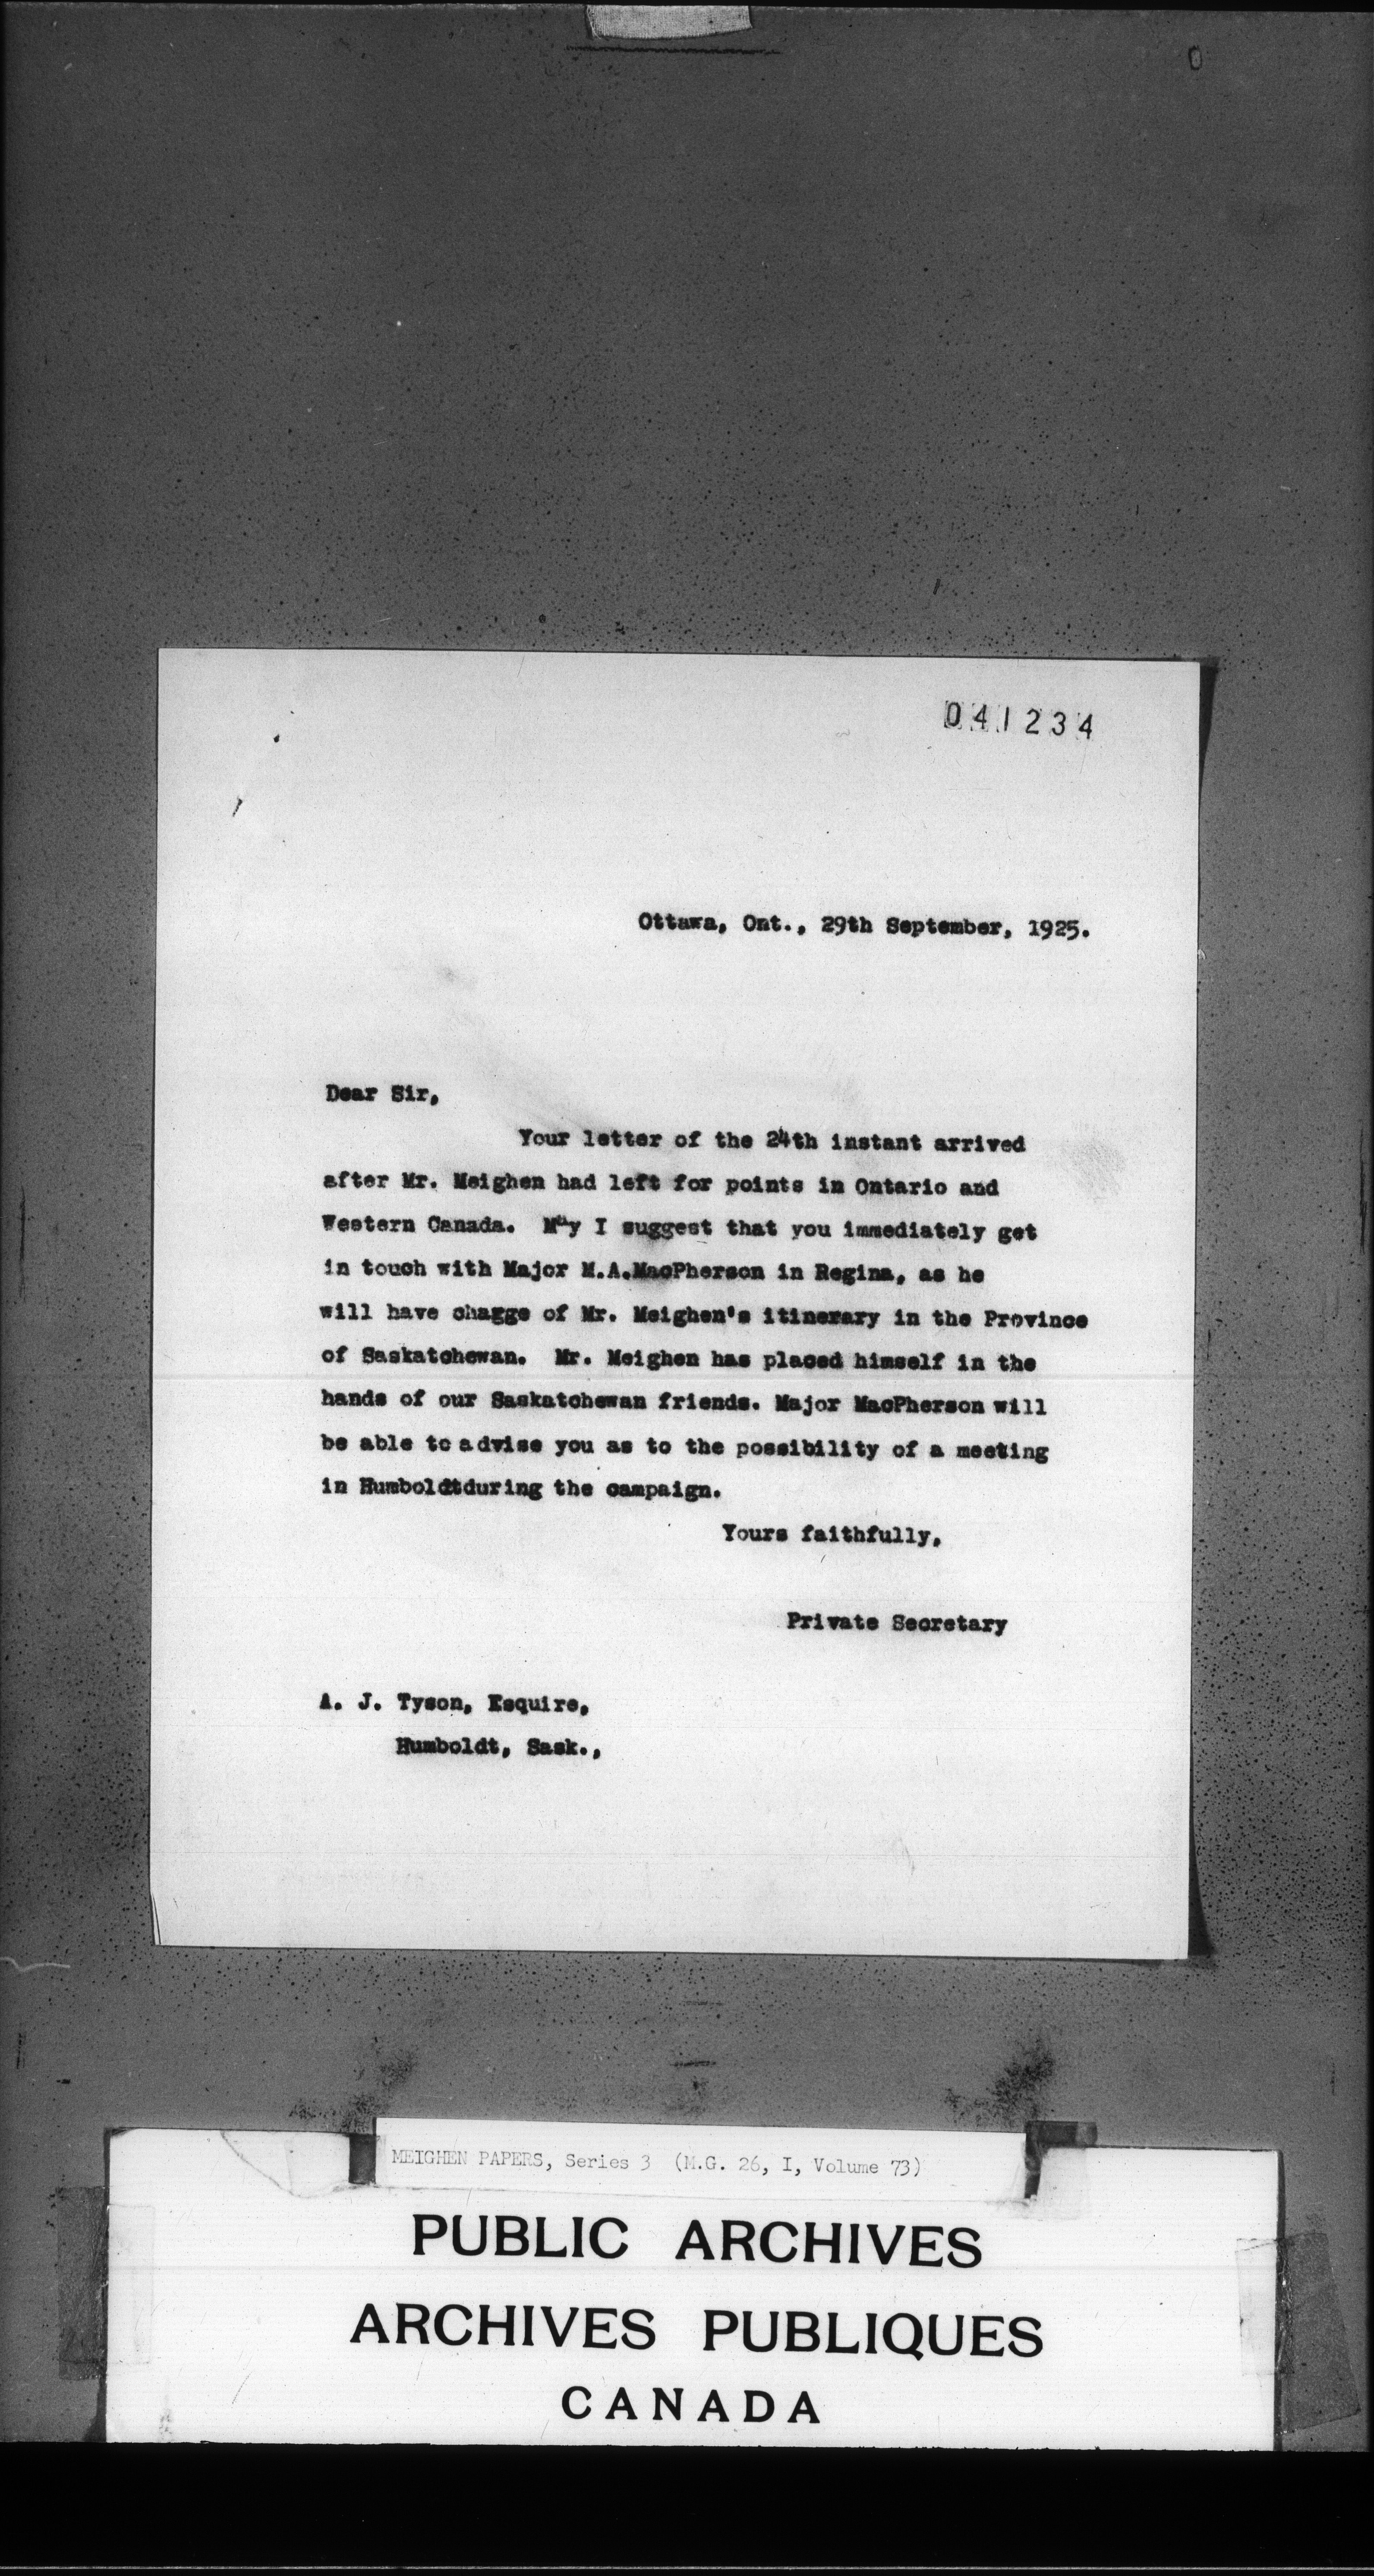 041234
Ottawa, Ont., 29th September, 1925.
Dear Sir,
Your letter of the 24th instant arrived
after Mr. Meighen had left for points in Ontario and
Western Canada. May I suggest that you immediately get
in touch with Major M.A.MacPherson in Regina, as he
will have chagge of Mr. Meighen's itinerary in the Province
of Saskatchewan. Mr. Meighen has placed himself in the
hands of our Saskatchewan friends. Major MacPherson will
be able to advise you as to the possibility of a meeting
in Humboldtduring the campaign.
Yours faithfully,
Private Secretary
A. J. Tyson, Esquire,
Humboldt, Sask.,
MEIGHEN PAPERS, Series 3 (M.G. 26, I, Volume 73)
PUBLIC ARCHIVES
ARCHIVES PUBLIQUES
CANADA